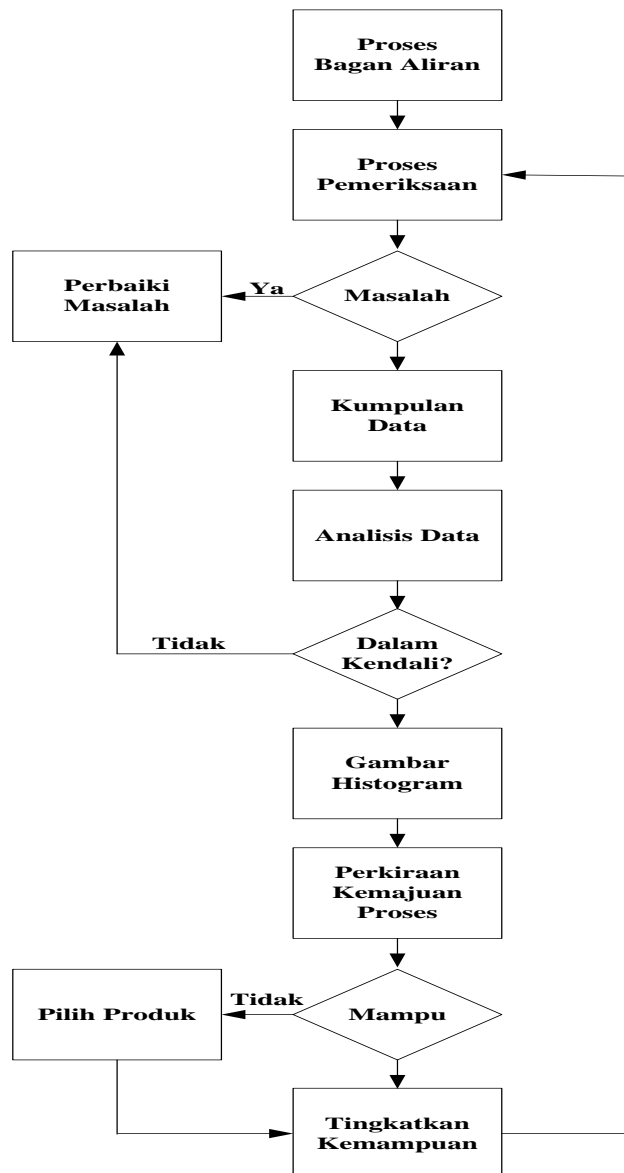 Proses
Bagan Aliran
Proses
Pemeriksaan
Perbaiki
Masalah
Ya
Masalah
Kumpulan
Data
Analisis Data
Tidak
Dalam
Kendali?
Gambar
Histogram
Perkiraan
Kemajuan
Proses
Pilih Produk
Tidak
Mampu
Tingkatkan
Kemampuan